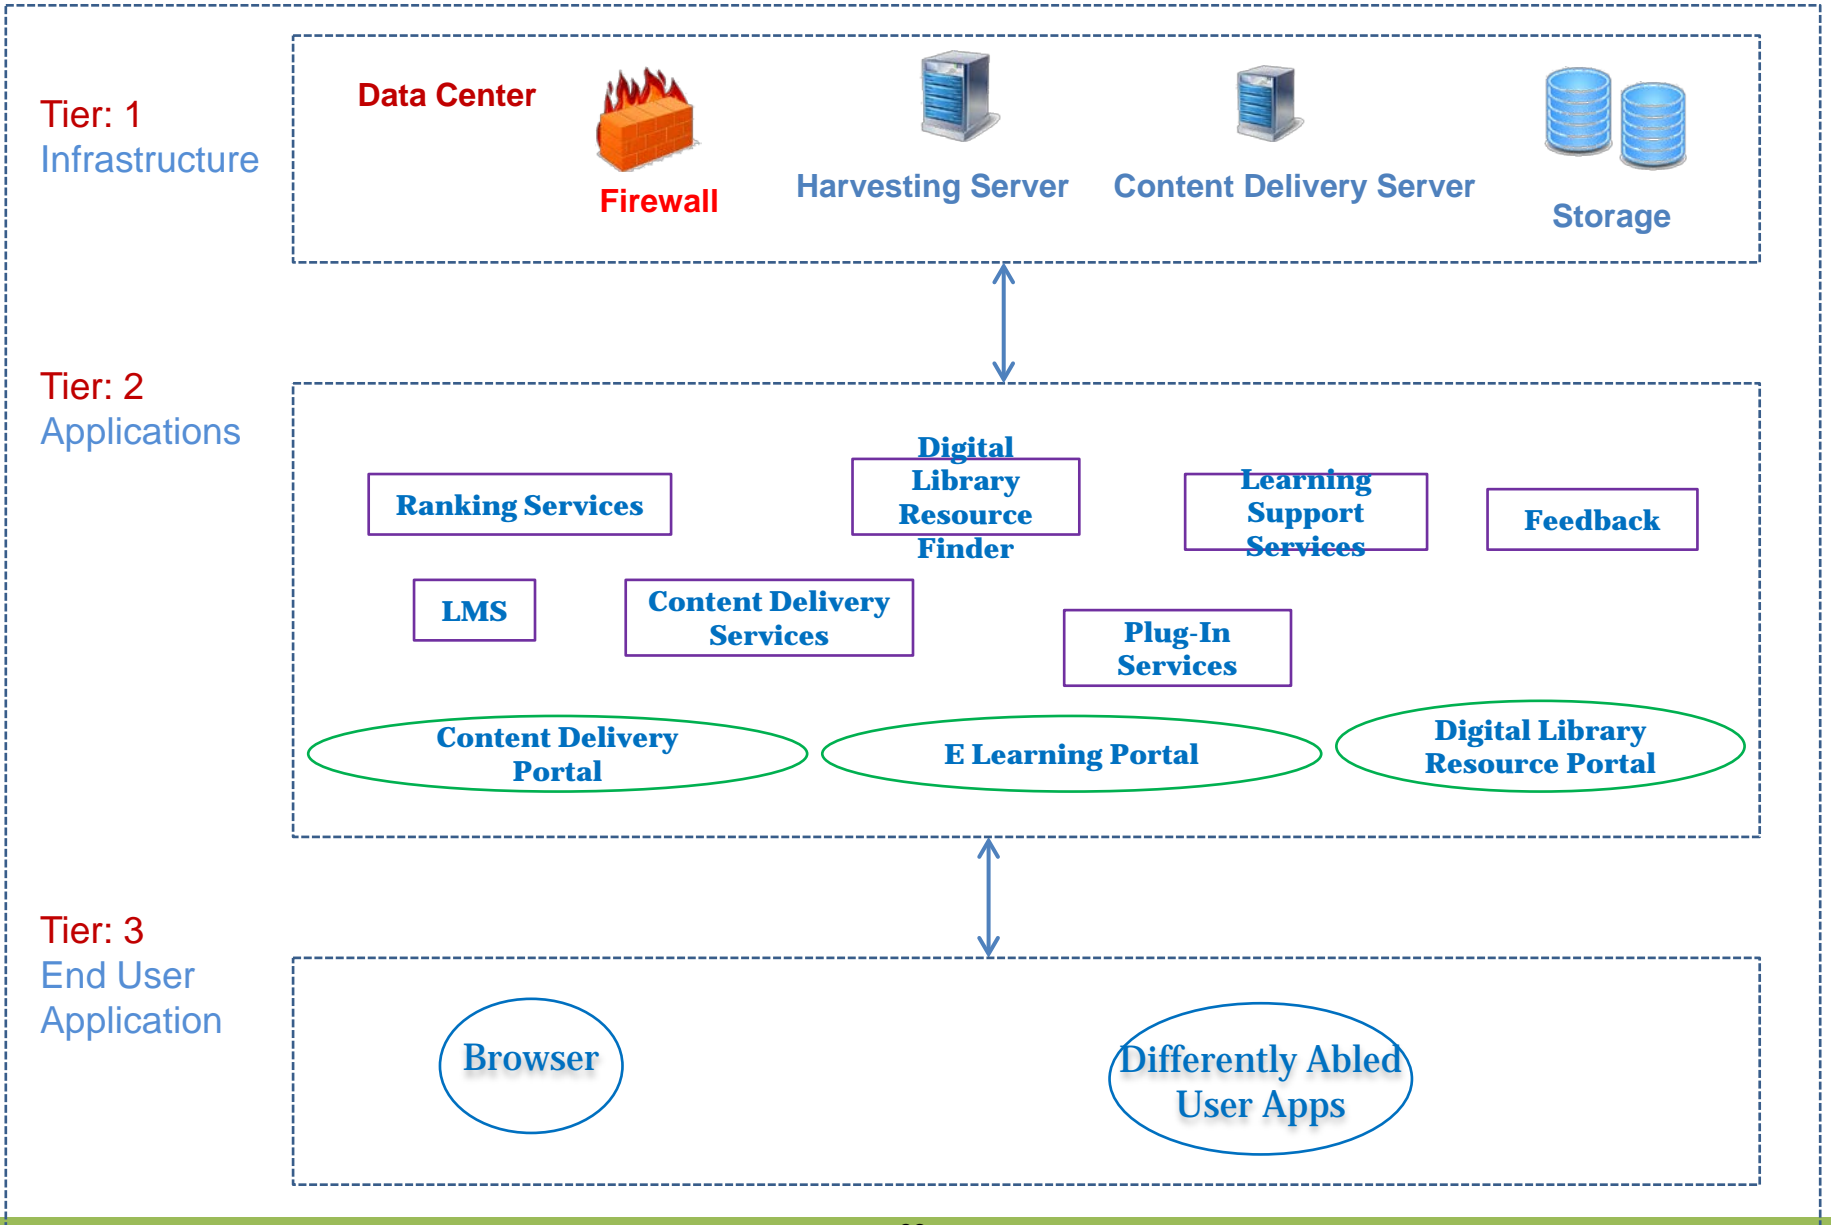 Tier: 1
Infrastructure
Data Center
Firewall
Harvesting Server
Content Delivery Server
Storage
Tier: 2
Applications
Ranking Services
Digital
Library
Resource
Finder
Learning
Support
Services
Feedback
LMS
Content Delivery
Services
Plug-In
Services
Content Delivery
Portal
E Learning Portal
Digital Library
Resource Portal
Tier: 3
End User
Application
Browser
Differently Abled
User Apps